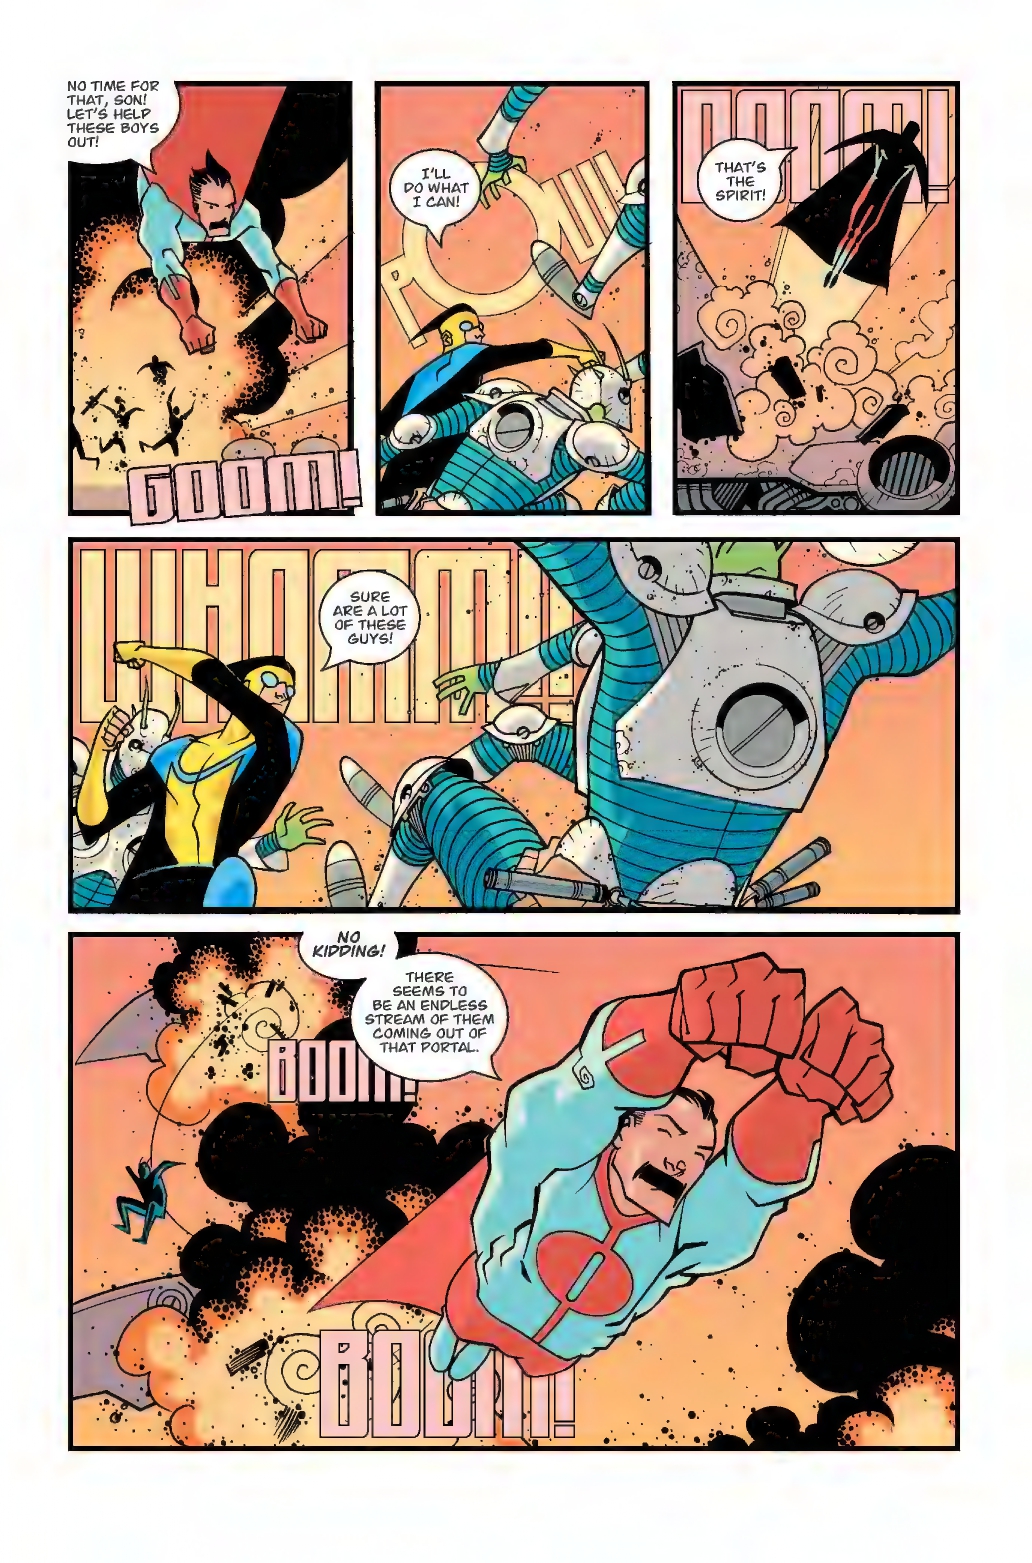 NO TIME FOR
THAT, SON!
LET'S HELP
THESE BOYS
OUT!
GOOM!
I'LL
DO WHAT
I CAN!
POW!
DOOM!
THAT'S
THE
SPIRIT!
WHAMM!!
SURE
ARE A LOT
OF THESE
GUYS!
NO
KIDDING!
THERE
SEEMS TO
BE AN ENDLESS
STREAM OF THEM
COMING OUT OF
THAT PORTAL.
BOOM!
BOOM!